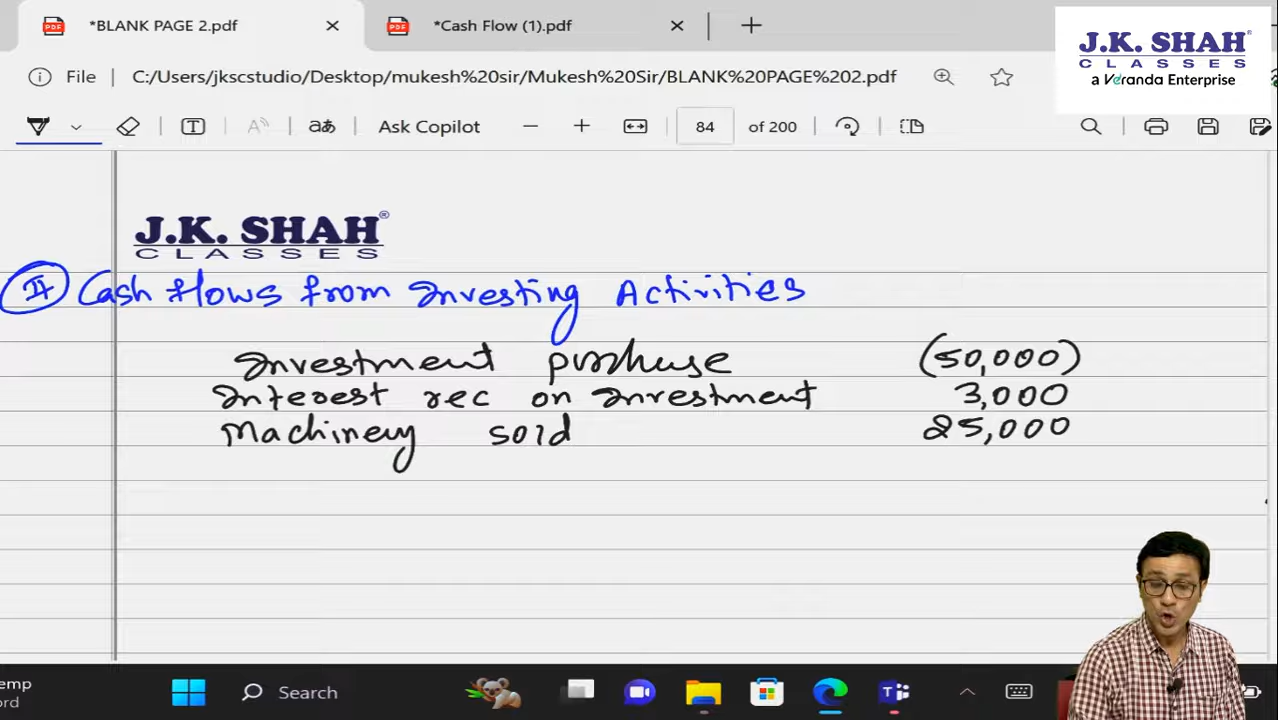 *BLANK PAGE 2.pdf
*Cash Flow (1).pdf
J.K. SHAH®
CLASSES
a Veranda Enterprise
File C:/Users/jkscstudio/Desktop/mukesh%20sir/Mukesh%20Sir/BLANK%20PAGE%202.pdf
Ask Copilot 84 of 200
J.K. SHAH®
CLASSES
II Cash flows from Investing Activities
Investment purchase (50,000)
Interest rec on Investment 3,000
Machinery sold 25,000
emp
ord
Search